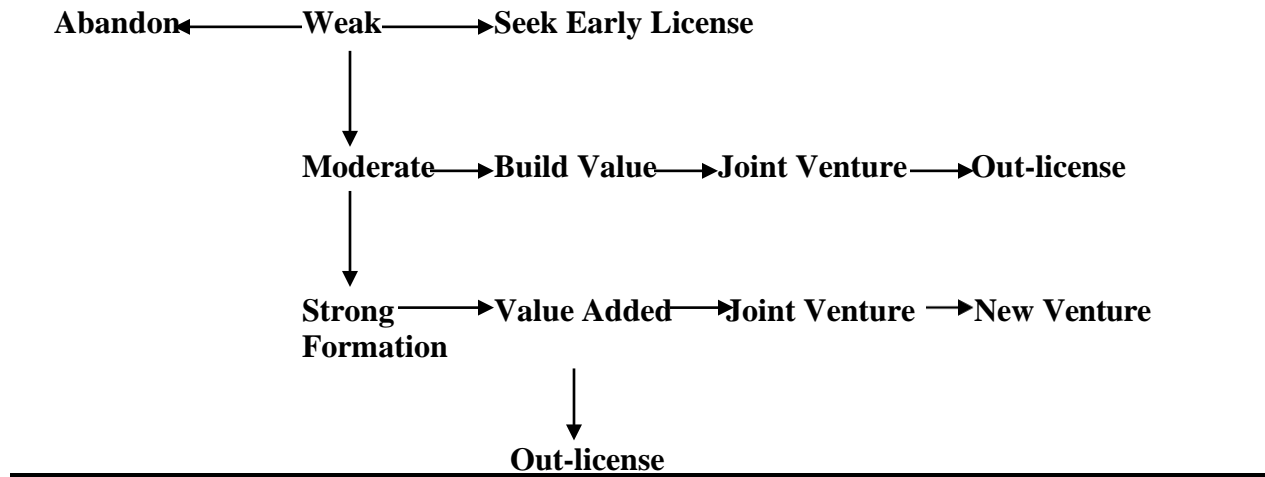 Abandon Weak Seek Early License
Moderate Build Value Joint Venture Out-license
Strong Value Added Joint Venture New Venture
Formation
Out-license